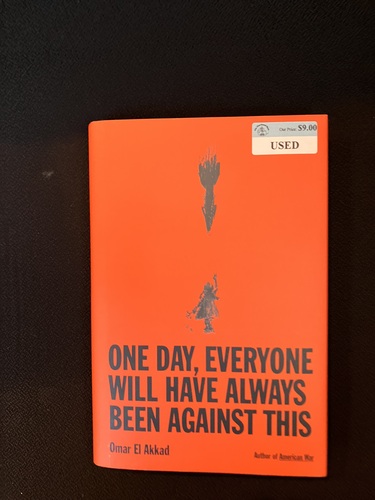 Our Price: $9.00
USED
ONE DAY, EVERYONE
WILL HAVE ALWAYS
BEEN AGAINST THIS
Omar El Akkad
Author of American War